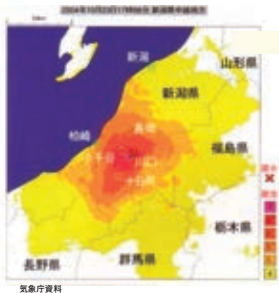 2004年10月23日17時56分 新潟県中越地方
新潟
山形県
新潟県
柏崎
長岡
福島県
小千谷
川口
十日町
栃木県
群馬県
長野県
気象庁資料